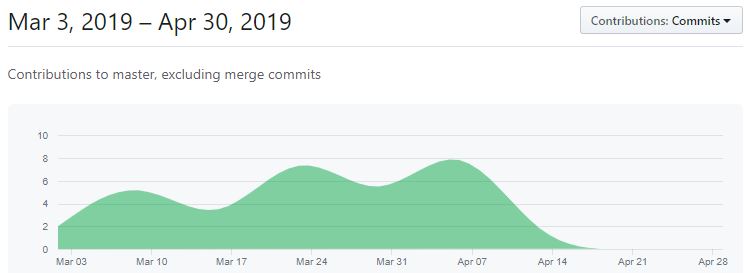 Mar 3, 2019 – Apr 30, 2019
Contributions: Commits
Contributions to master, excluding merge commits
10
8
6
4
2
0
Mar 03 Mar 10 Mar 17 Mar 24 Mar 31 Apr 07 Apr 14 Apr 21 Apr 28